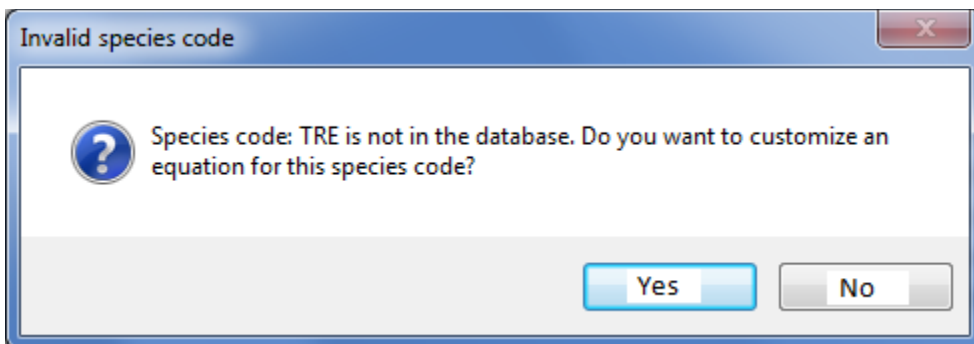 Invalid species code
Species code: TRE is not in the database. Do you want to customize an
equation for this species code?
Yes
No